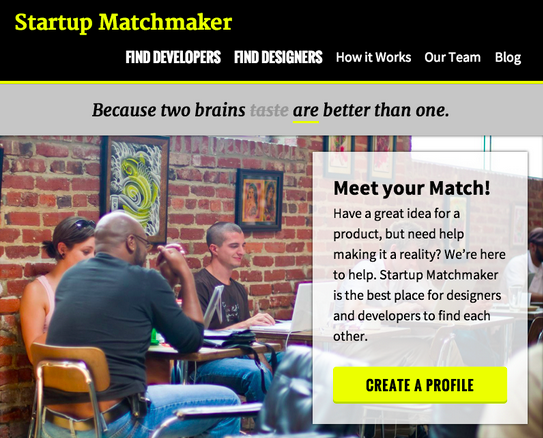 Startup Matchmaker
FIND DEVELOPERS FIND DESIGNERS How it Works Our Team Blog
Because two brains taste are better than one.
Meet your Match!
Have a great idea for a
product, but need help
making it a reality? We’re here
to help. Startup Matchmaker
is the best place for designers
and developers to find each
other.
CREATE A PROFILE